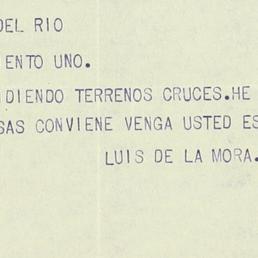 DEL RIO
ENTO UNO.
DIENDO TERRENOS CRUCES.HE
SAS CONVIENE VENGA USTED ES
LUIS DE LA MORA.